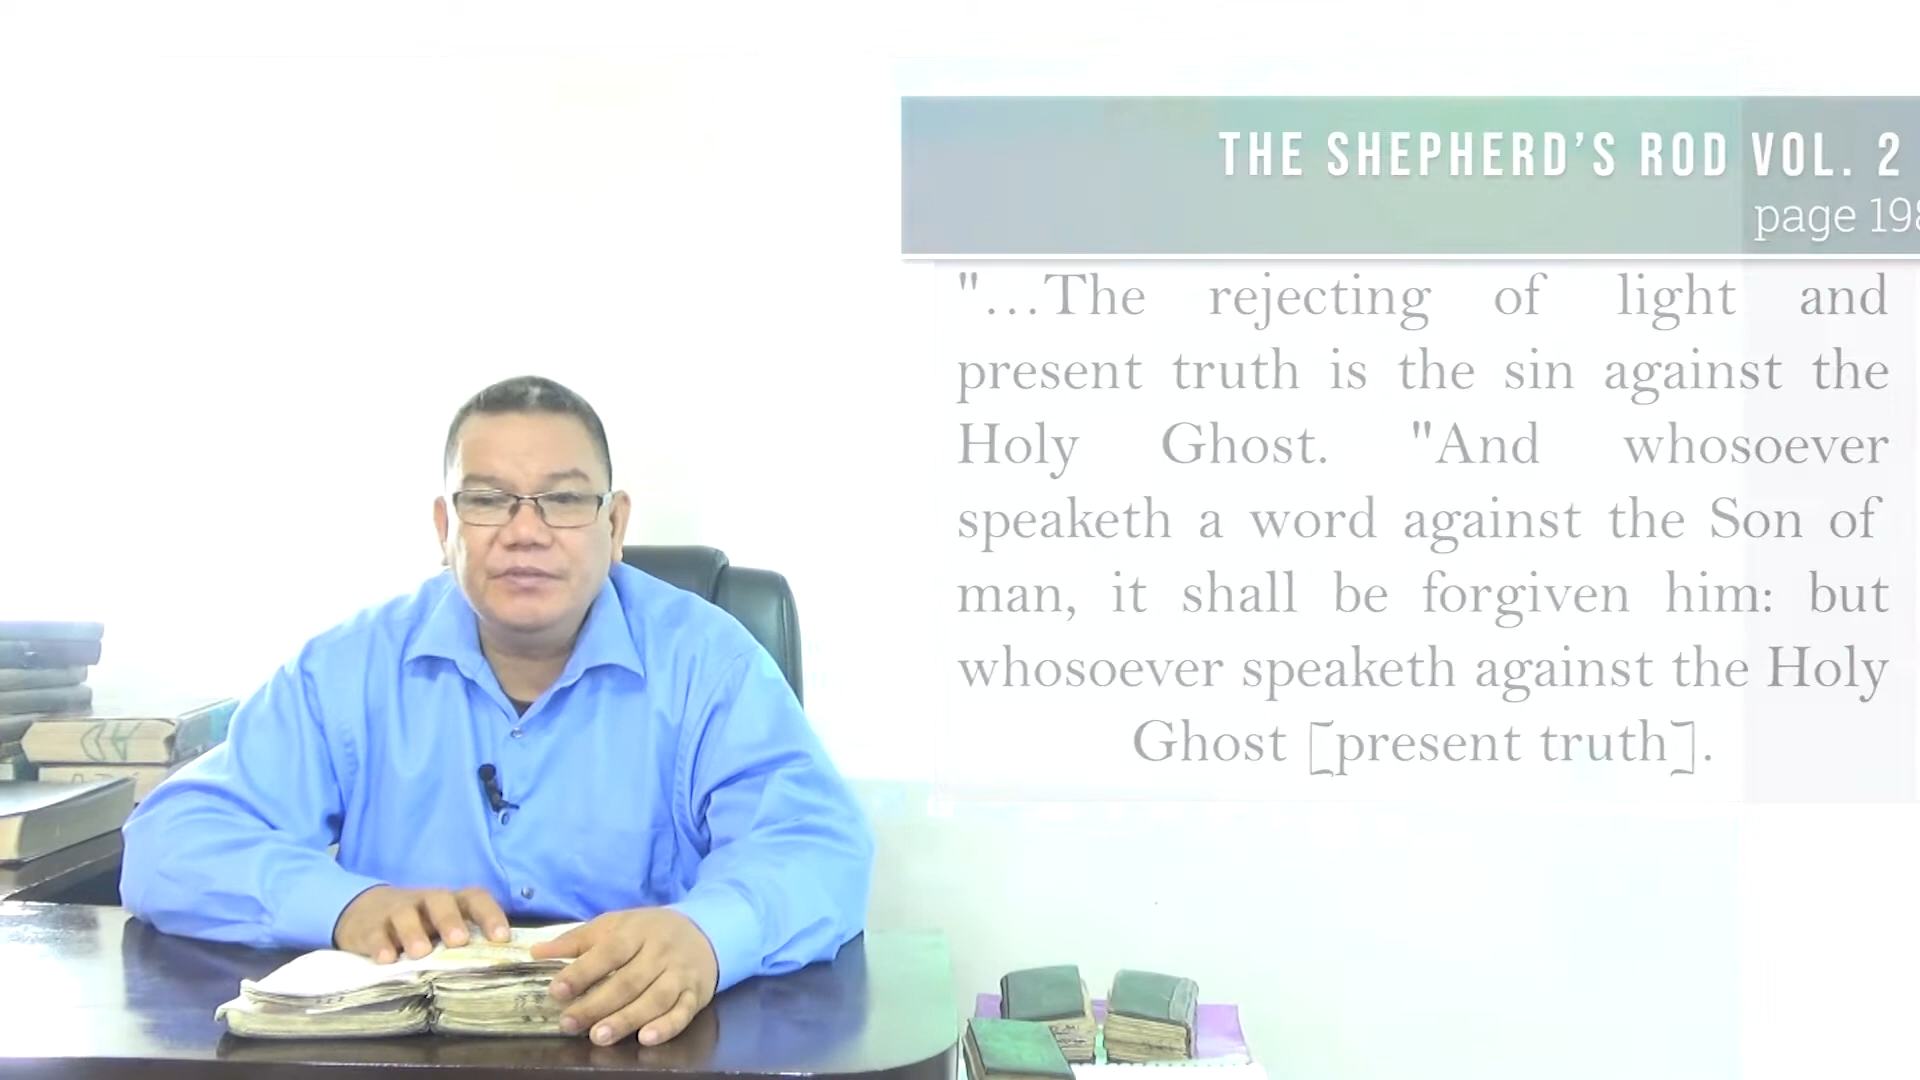 THE SHEPHERD’S ROD VOL. 2
page 198
"…The rejecting of light and
present truth is the sin against the
Holy Ghost. "And whosoever
speaketh a word against the Son of
man, it shall be forgiven him: but
whosoever speaketh against the Holy
Ghost [present truth].